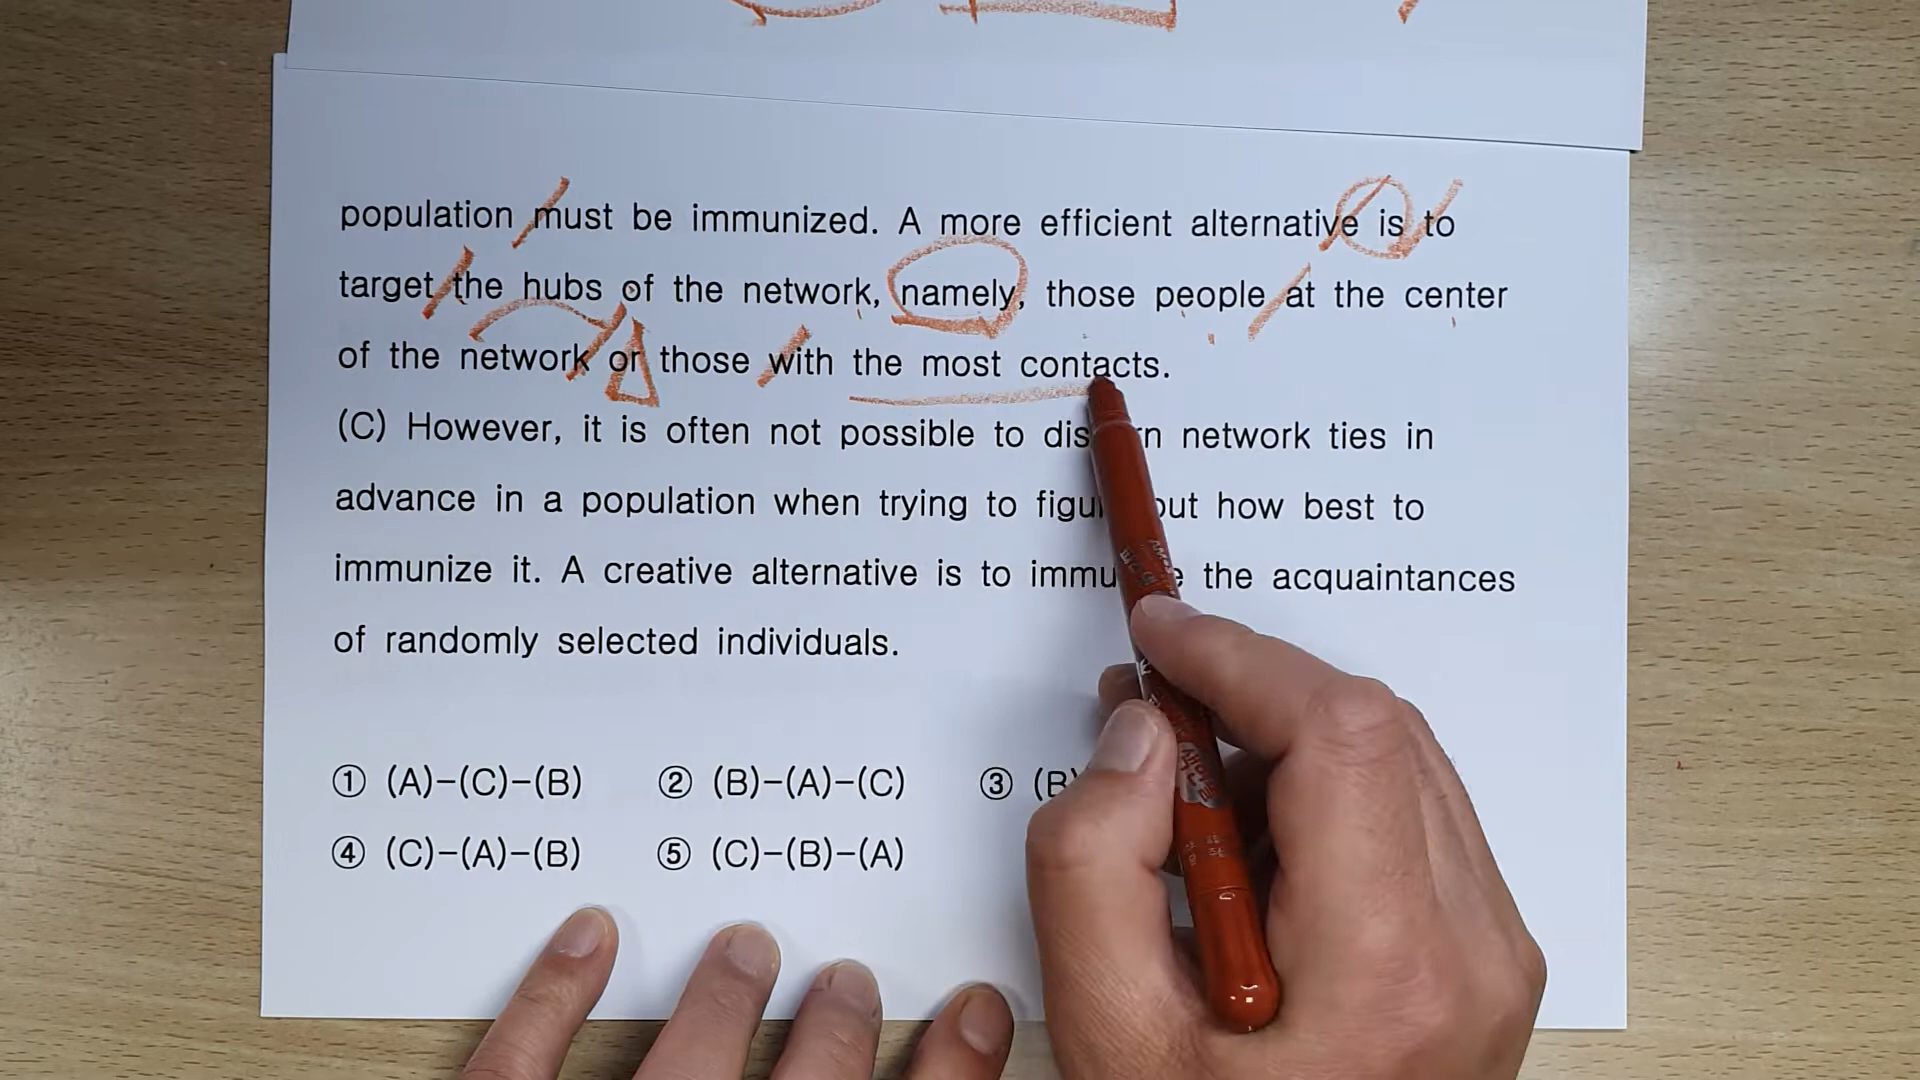 population must be immunized. A more efficient alternative is to
target the hubs of the network, namely, those people at the center
of the network or those with the most contacts.
(C) However, it is often not possible to network ties in
advance in a population when trying to out how best to
immunize it. A creative alternative is to the acquaintances
of randomly selected individuals.
① (A)-(C)-(B) ② (B)-(A)-(C) ③ (B)
④ (C)-(A)-(B) ⑤ (C)-(B)-(A)